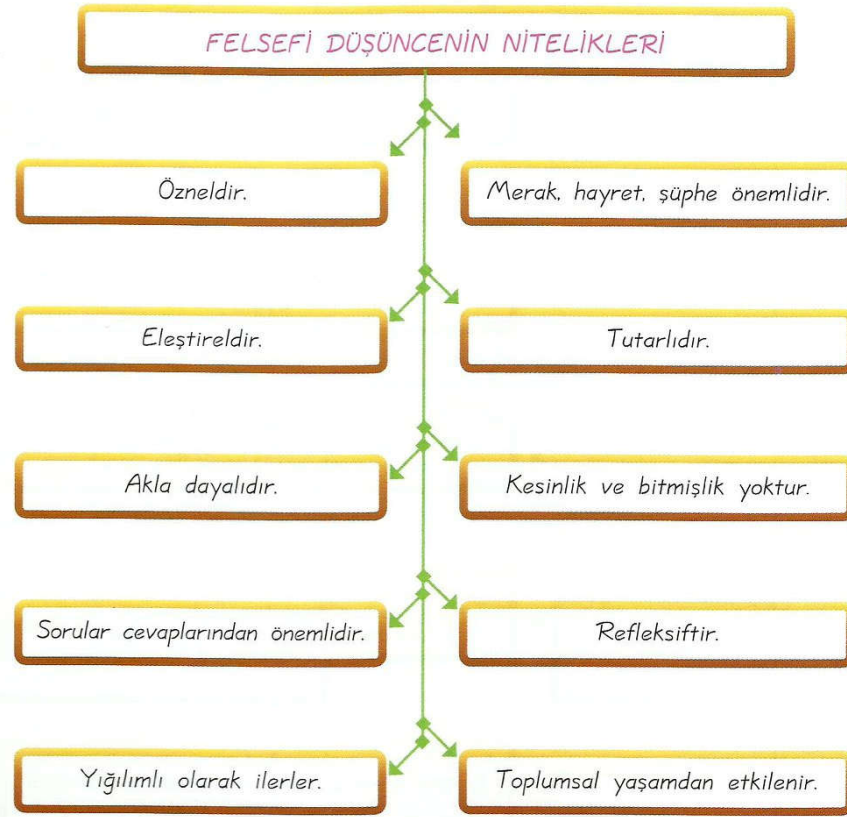 FELSEFİ DÜŞÜNCENİN NİTELİKLERİ
Özneldir.
Merak, hayret, şüphe önemlidir.
Eleştireldir.
Tutarlıdır.
Akla dayalıdır.
Kesinlik ve bitmişlik yoktur.
Sorular cevaplarından önemlidir.
Refleksiftir.
Yığılımlı olarak ilerler.
Toplumsal yaşamdan etkilenir.